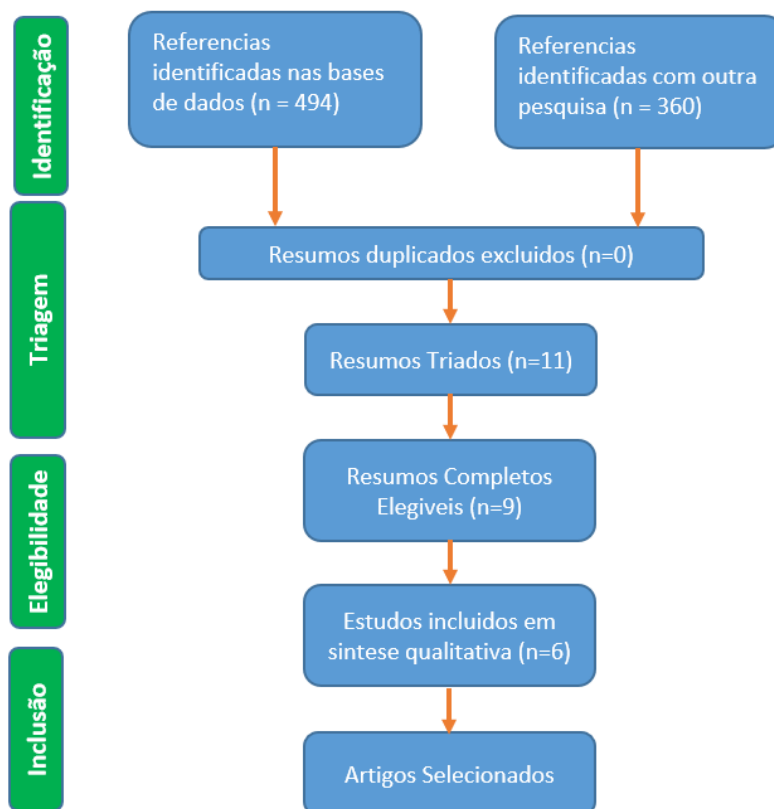 Identificação
Referencias
identificadas nas bases
de dados (n = 494)
Referencias
identificadas com outra
pesquisa (n = 360)
Triagem
Resumos duplicados excluidos (n=0)
Resumos Triados (n=11)
Elegibilidade
Resumos Completos
Elegiveis (n=9)
Estudos incluidos em
sintese qualitativa (n=6)
Inclusão
Artigos Selecionados